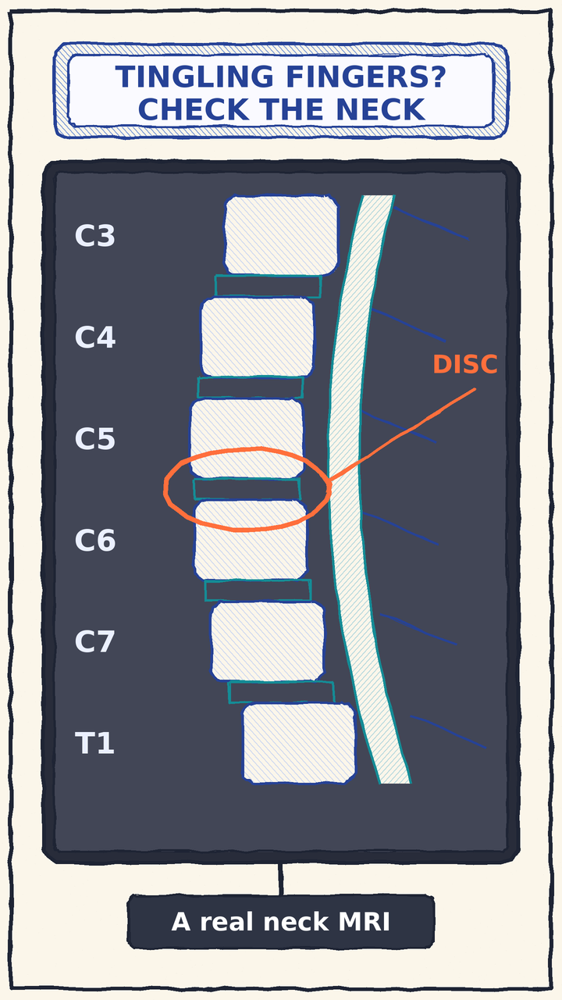 TINGLING FINGERS?
CHECK THE NECK
C3
C4
DISC
C5
C6
C7
T1
A real neck MRI